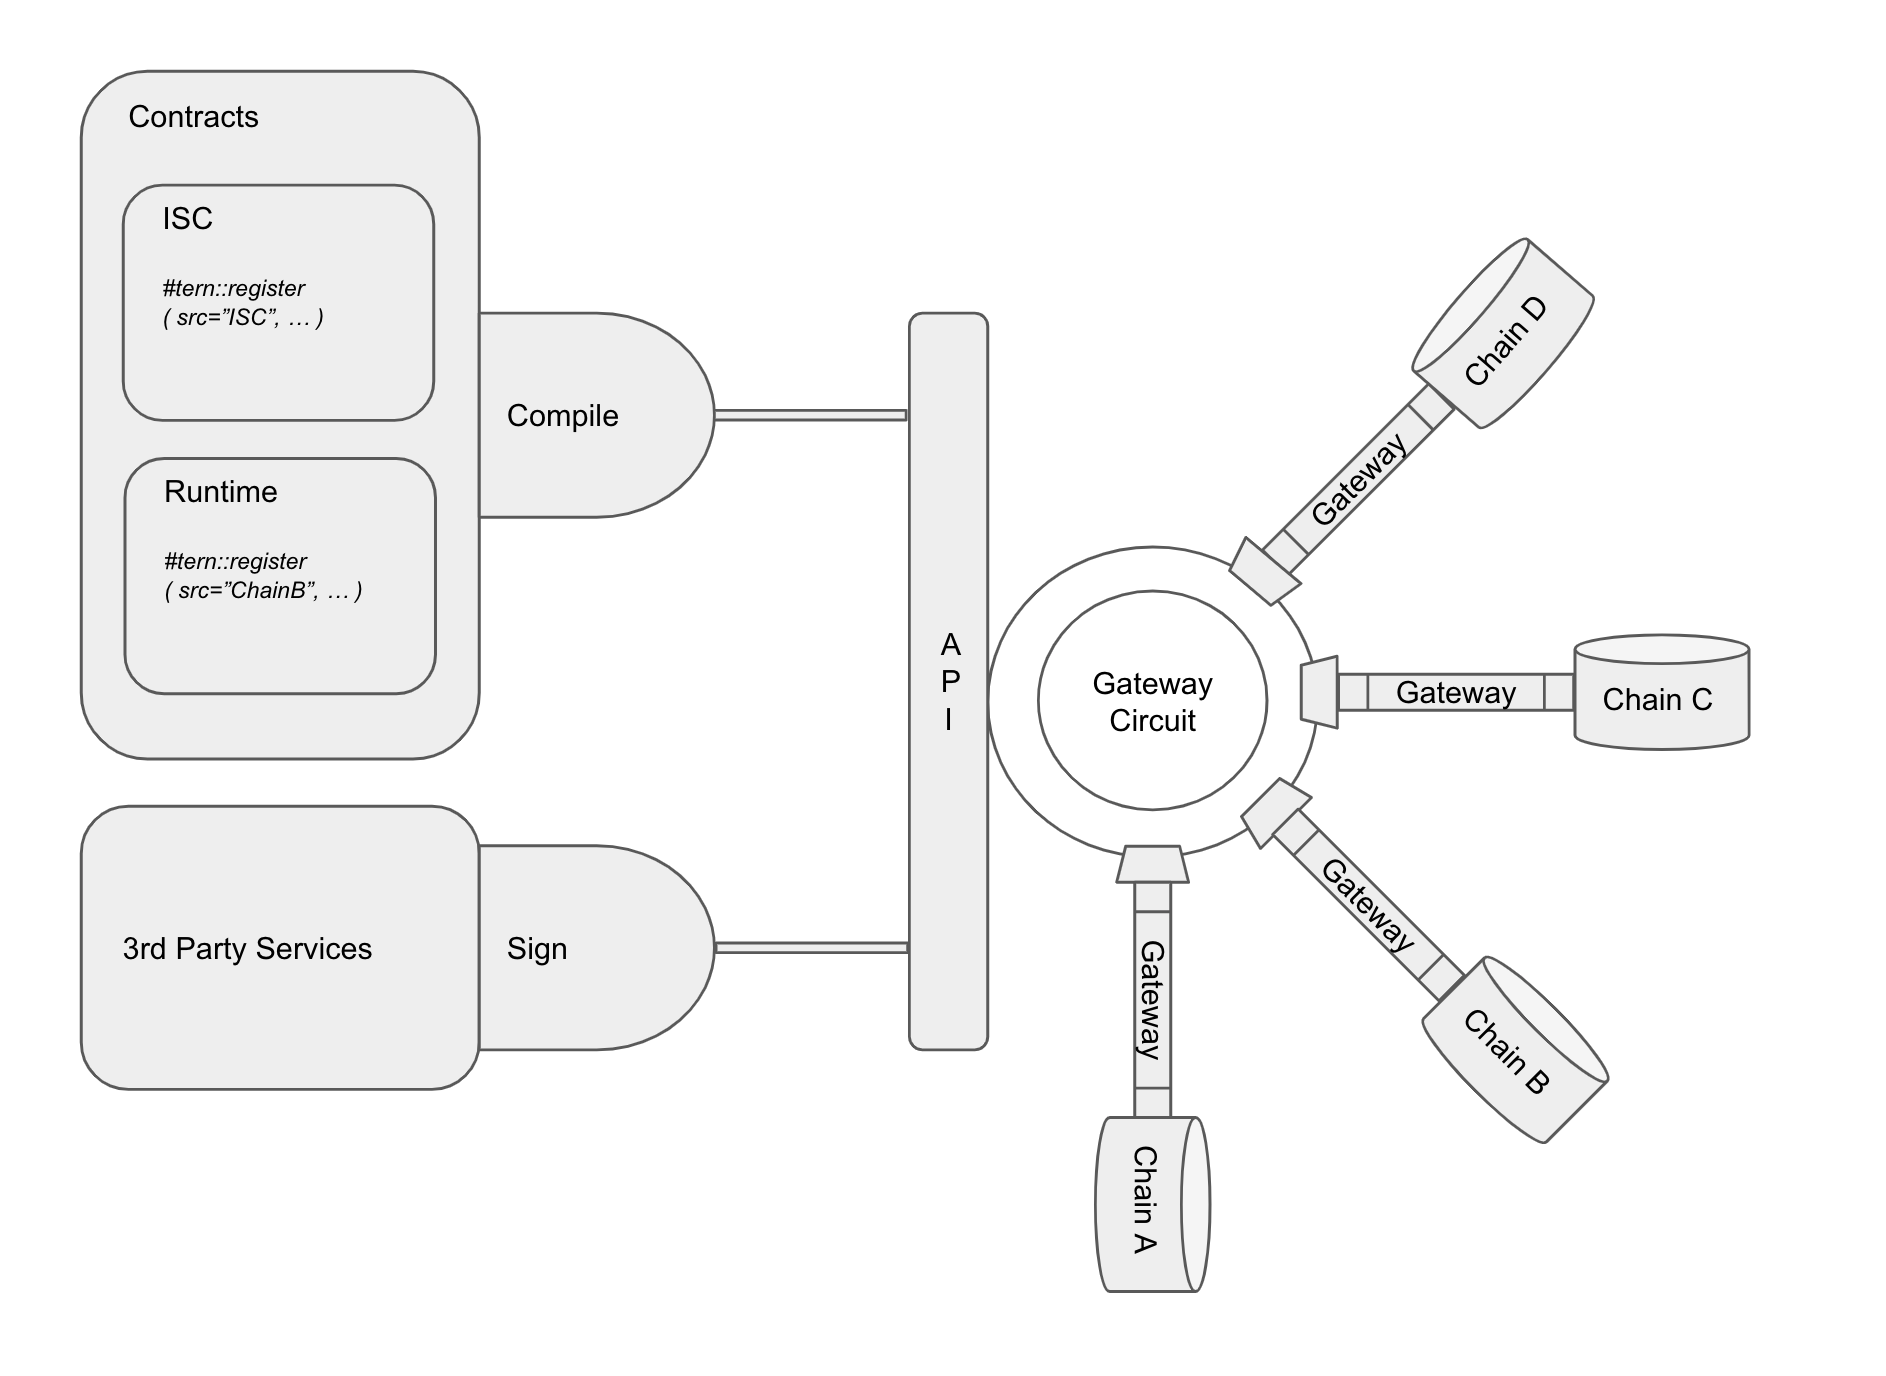 Contracts
ISC
#tern::register
( src=”ISC”, … )
Runtime
#tern::register
( src=”ChainB”, … )
Compile
3rd Party Services
Sign
A
P
I
Gateway
Circuit
Gateway
Chain D
Gateway
Chain C
Gateway
Chain B
Gateway
Chain A